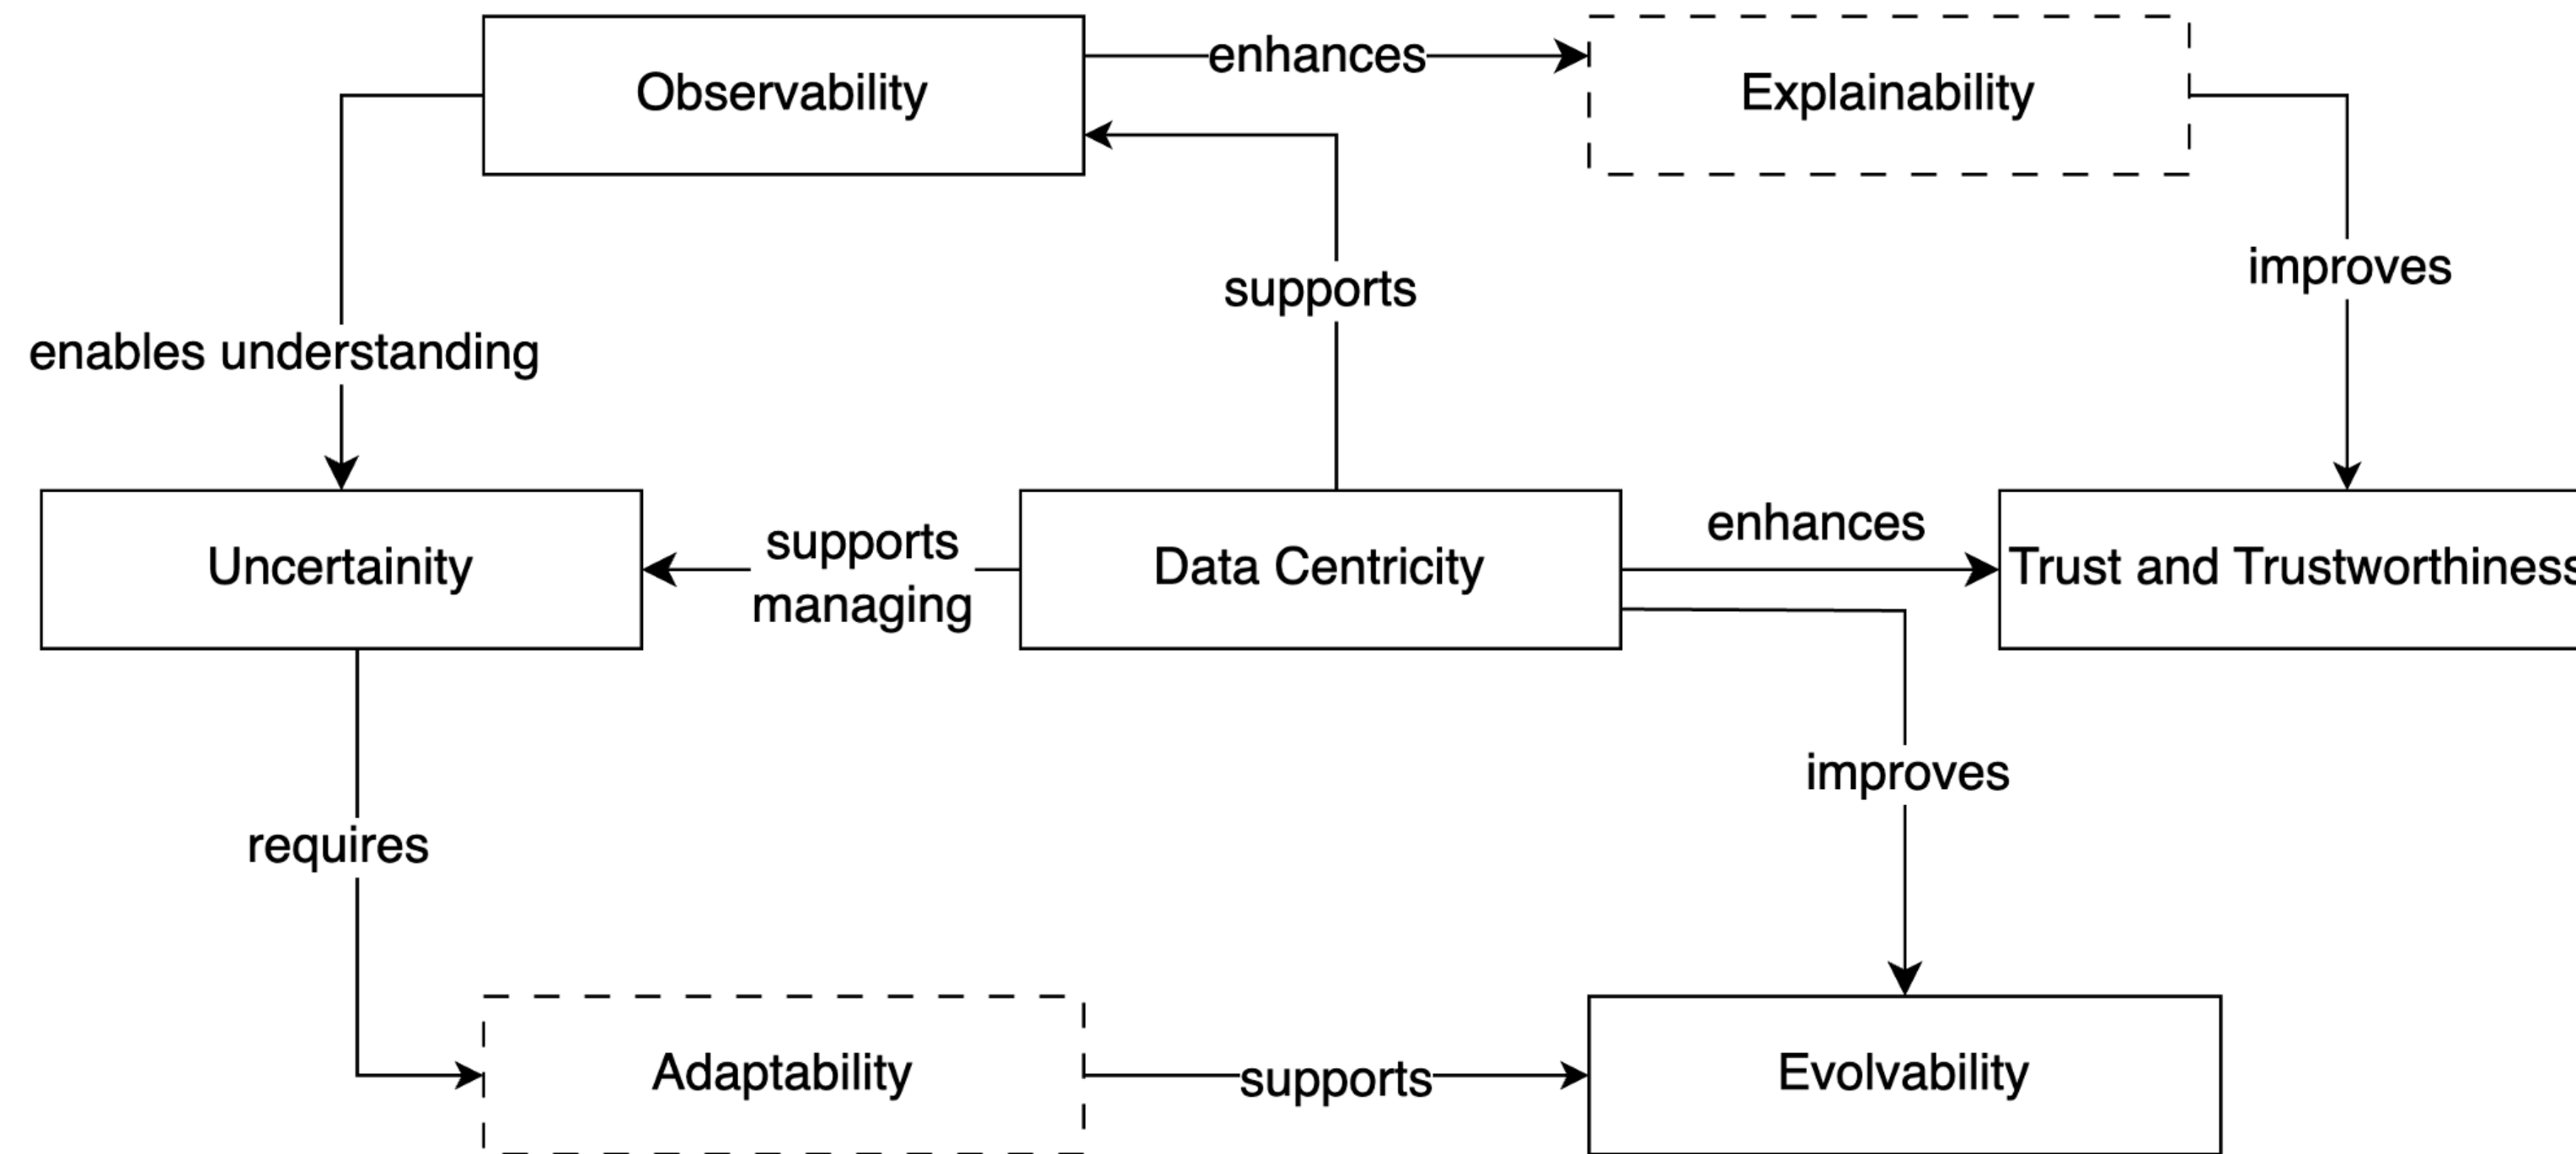 Observability
enhances
Explainability
supports
improves
enables understanding
Uncertainity
supports
managing
Data Centricity
enhances
Trust and Trustworthiness
improves
requires
Adaptability
supports
Evolvability